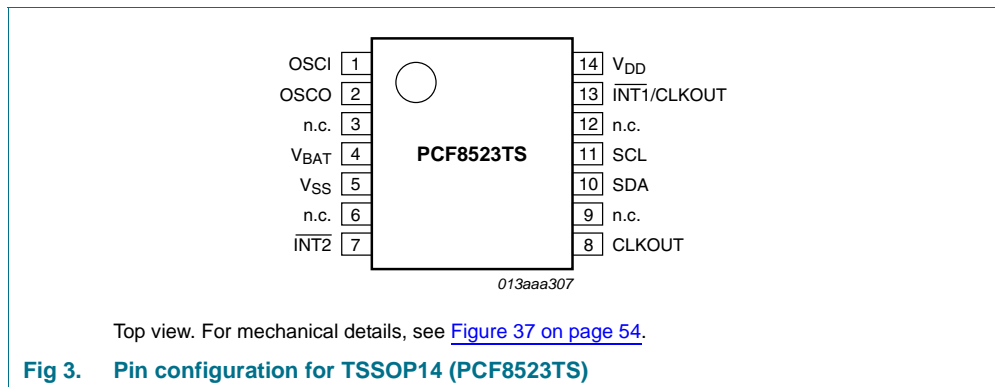 OSCI 1
OSCO 2
n.c. 3
VBAT 4
VSS 5
n.c. 6
INT2 7
PCF8523TS
14 VDD
13 INT1/CLKOUT
12 n.c.
11 SCL
10 SDA
9 n.c.
8 CLKOUT
013aaa307
Top view. For mechanical details, see Figure 37 on page 54.
Fig 3. Pin configuration for TSSOP14 (PCF8523TS)